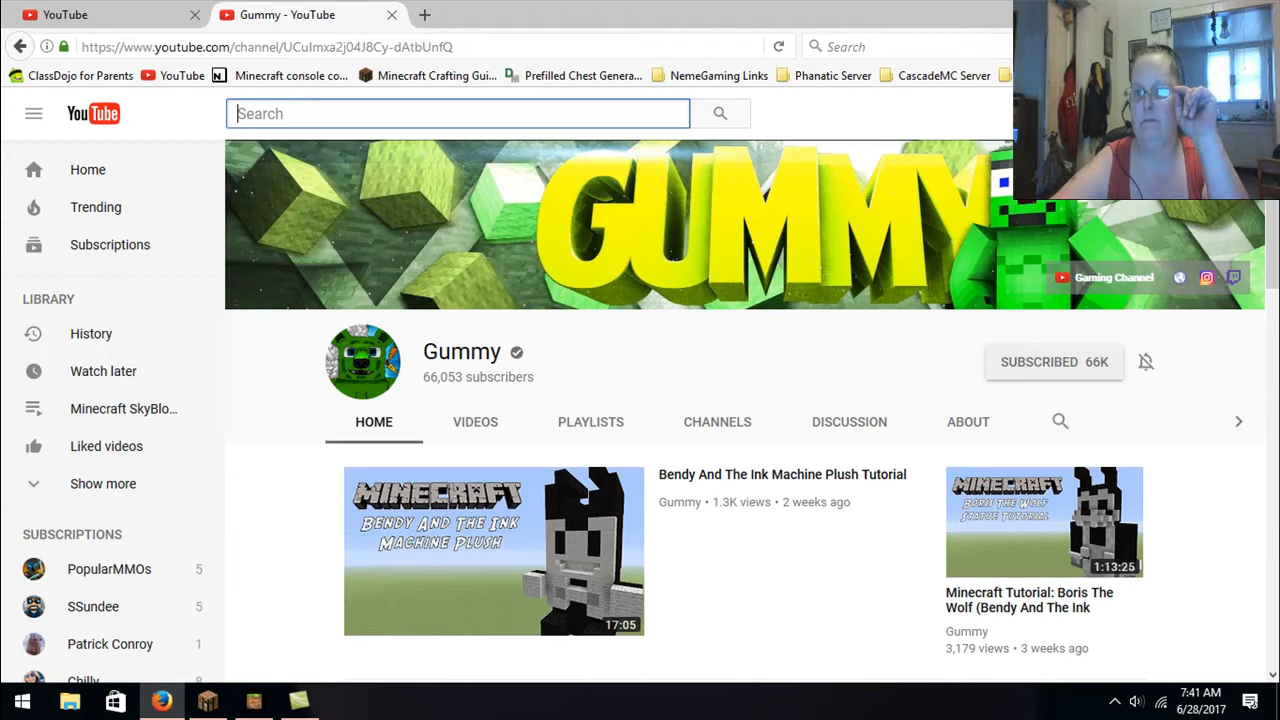 YouTube
Gummy - YouTube
https://www.youtube.com/channel/UCuImxa2j04J8Cy-dAtbUnfQ
Search
ClassDojo for Parents
YouTube
Minecraft console co...
Minecraft Crafting Gui...
Prefilled Chest Genera...
NemeGaming Links
Phanatic Server
CascadeMC Server
YouTube
Search
Home
Trending
Subscriptions
LIBRARY
History
Watch later
Minecraft SkyBlo...
Liked videos
Show more
SUBSCRIPTIONS
PopularMMOs 5
SSundee 5
Patrick Conroy 1
Chilly 8
GUMMY
Gaming Channel
Gummy
66,053 subscribers
SUBSCRIBED 66K
HOME VIDEOS PLAYLISTS CHANNELS DISCUSSION ABOUT
MINECRAFT
BENDY AND THE INK
MACHINE PLUSH
17:05
Bendy And The Ink Machine Plush Tutorial
Gummy • 1.3K views • 2 weeks ago
MINECRAFT
BORIS THE WOLF
STATUE TUTORIAL
1:13:25
Minecraft Tutorial: Boris The
Wolf (Bendy And The Ink
Gummy
3,179 views • 3 weeks ago
7:41 AM
6/28/2017